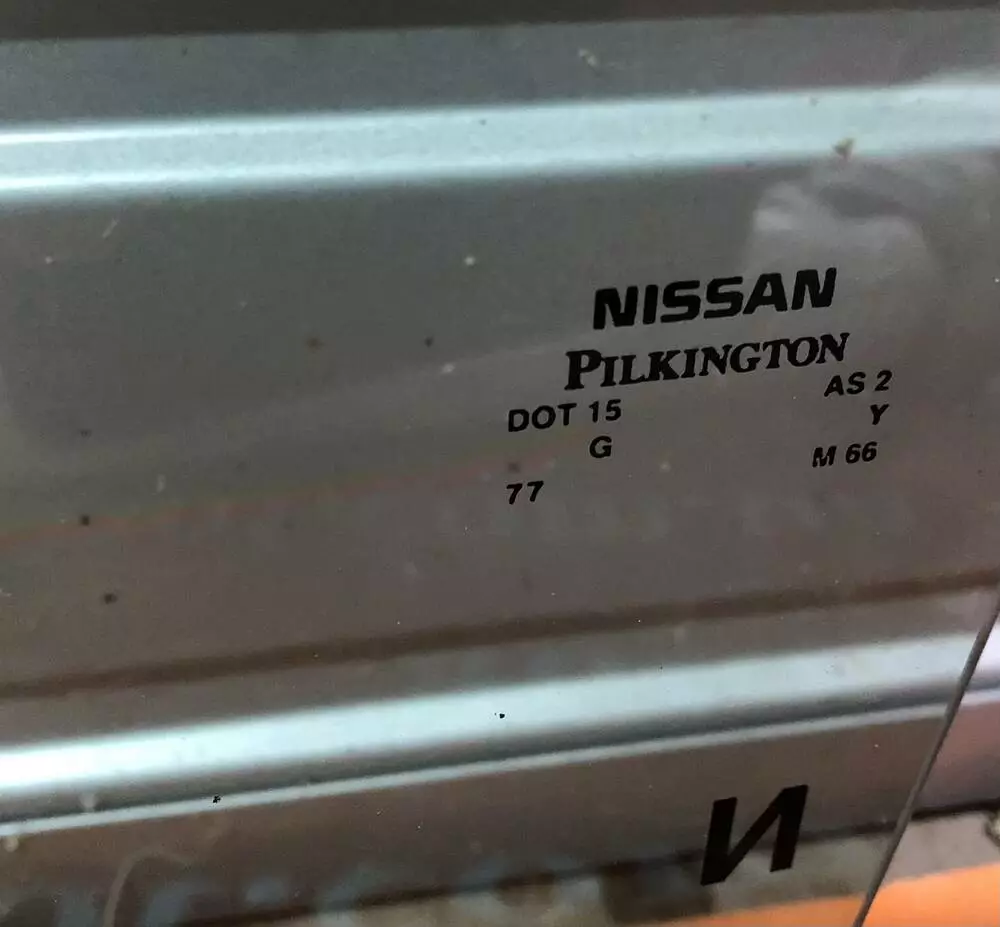 NISSAN
PILKINGTON
AS 2
DOT 15 Y
G M 66
77
И